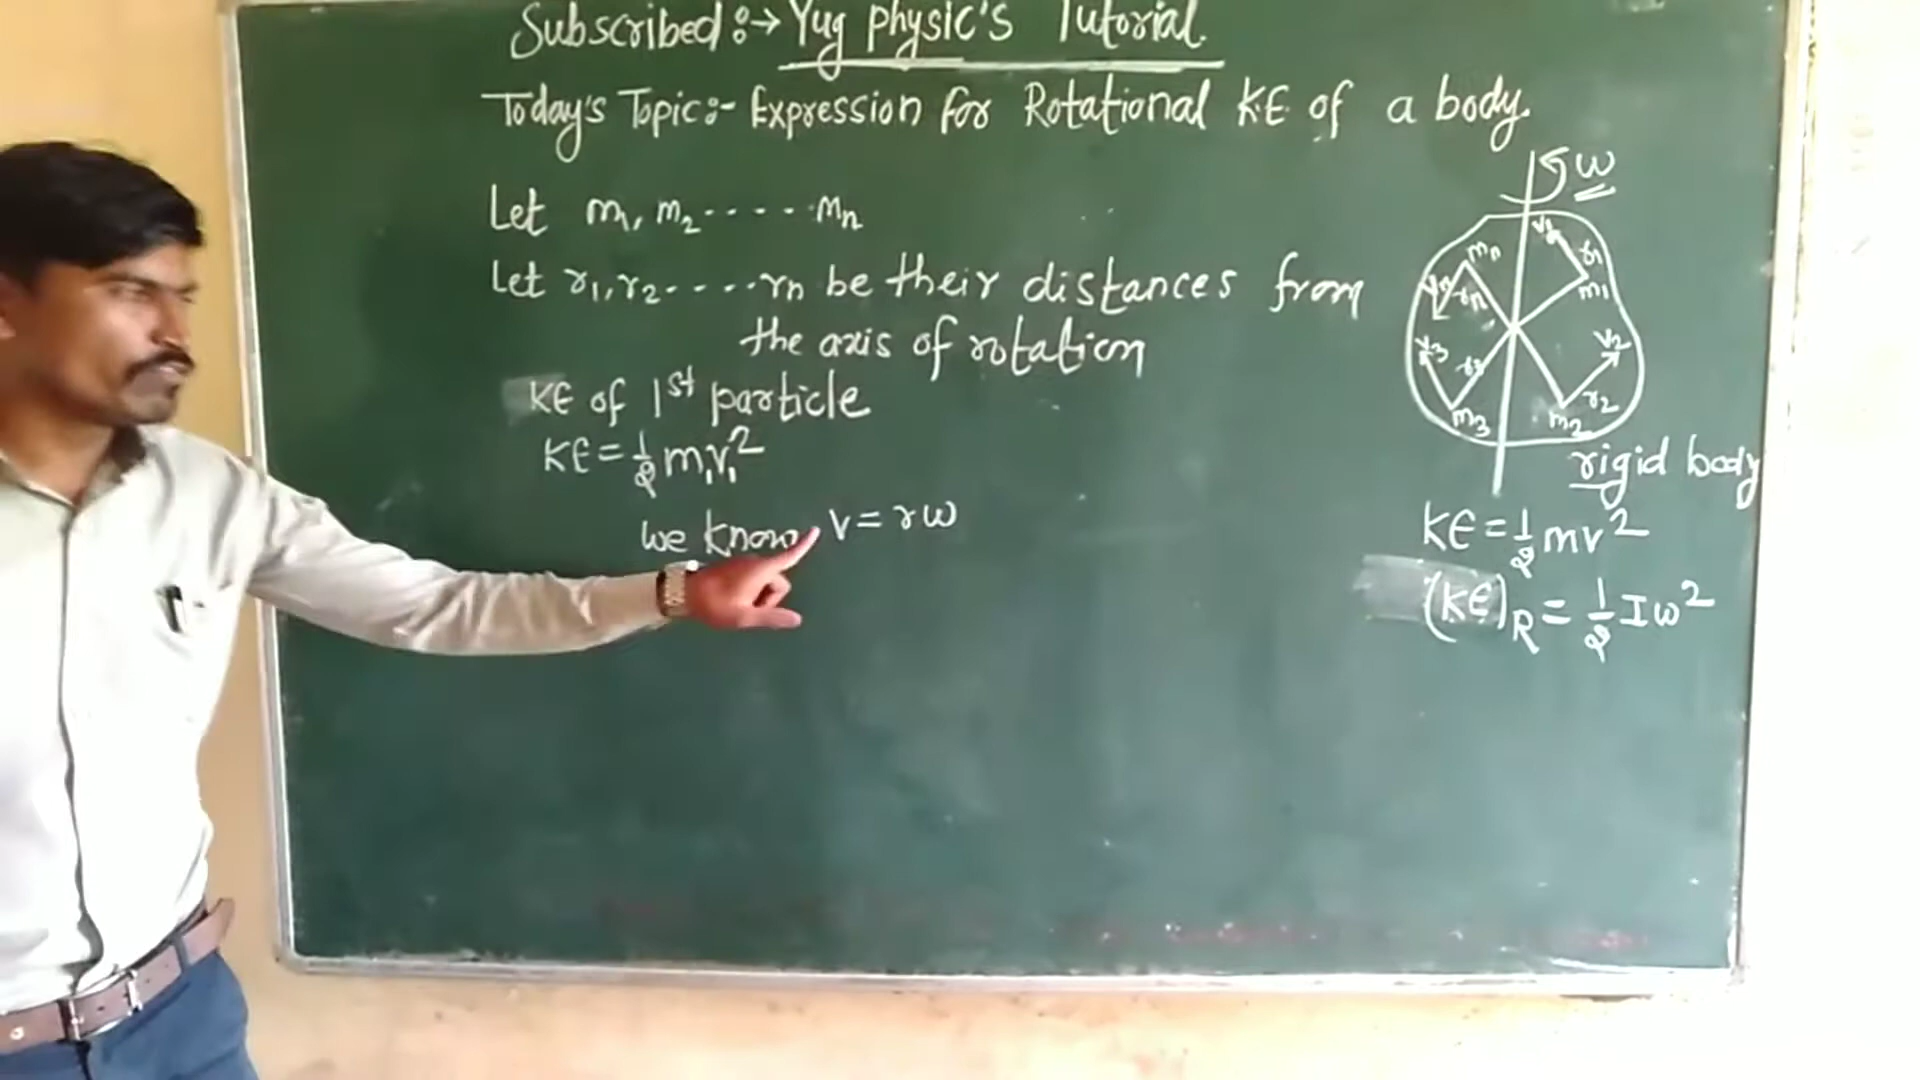 Subscribed:→ Yug physic's Tutorial.
Today's Topic:- Expression for Rotational KE of a body.
Let m₁, m₂ ----- mₙ
Let r₁, r₂ ----- rₙ be their distances from
the axis of rotation
KE of 1st particle
KE = ½ m₁v₁²
we know v = rω
ω
v₁
r₁
m₁
mₙ
vₙ
rₙ
v₃
r₃
m₃
v₂
r₂
m₂
rigid body
KE = ½ mv²
(KE)R = ½ Iω²